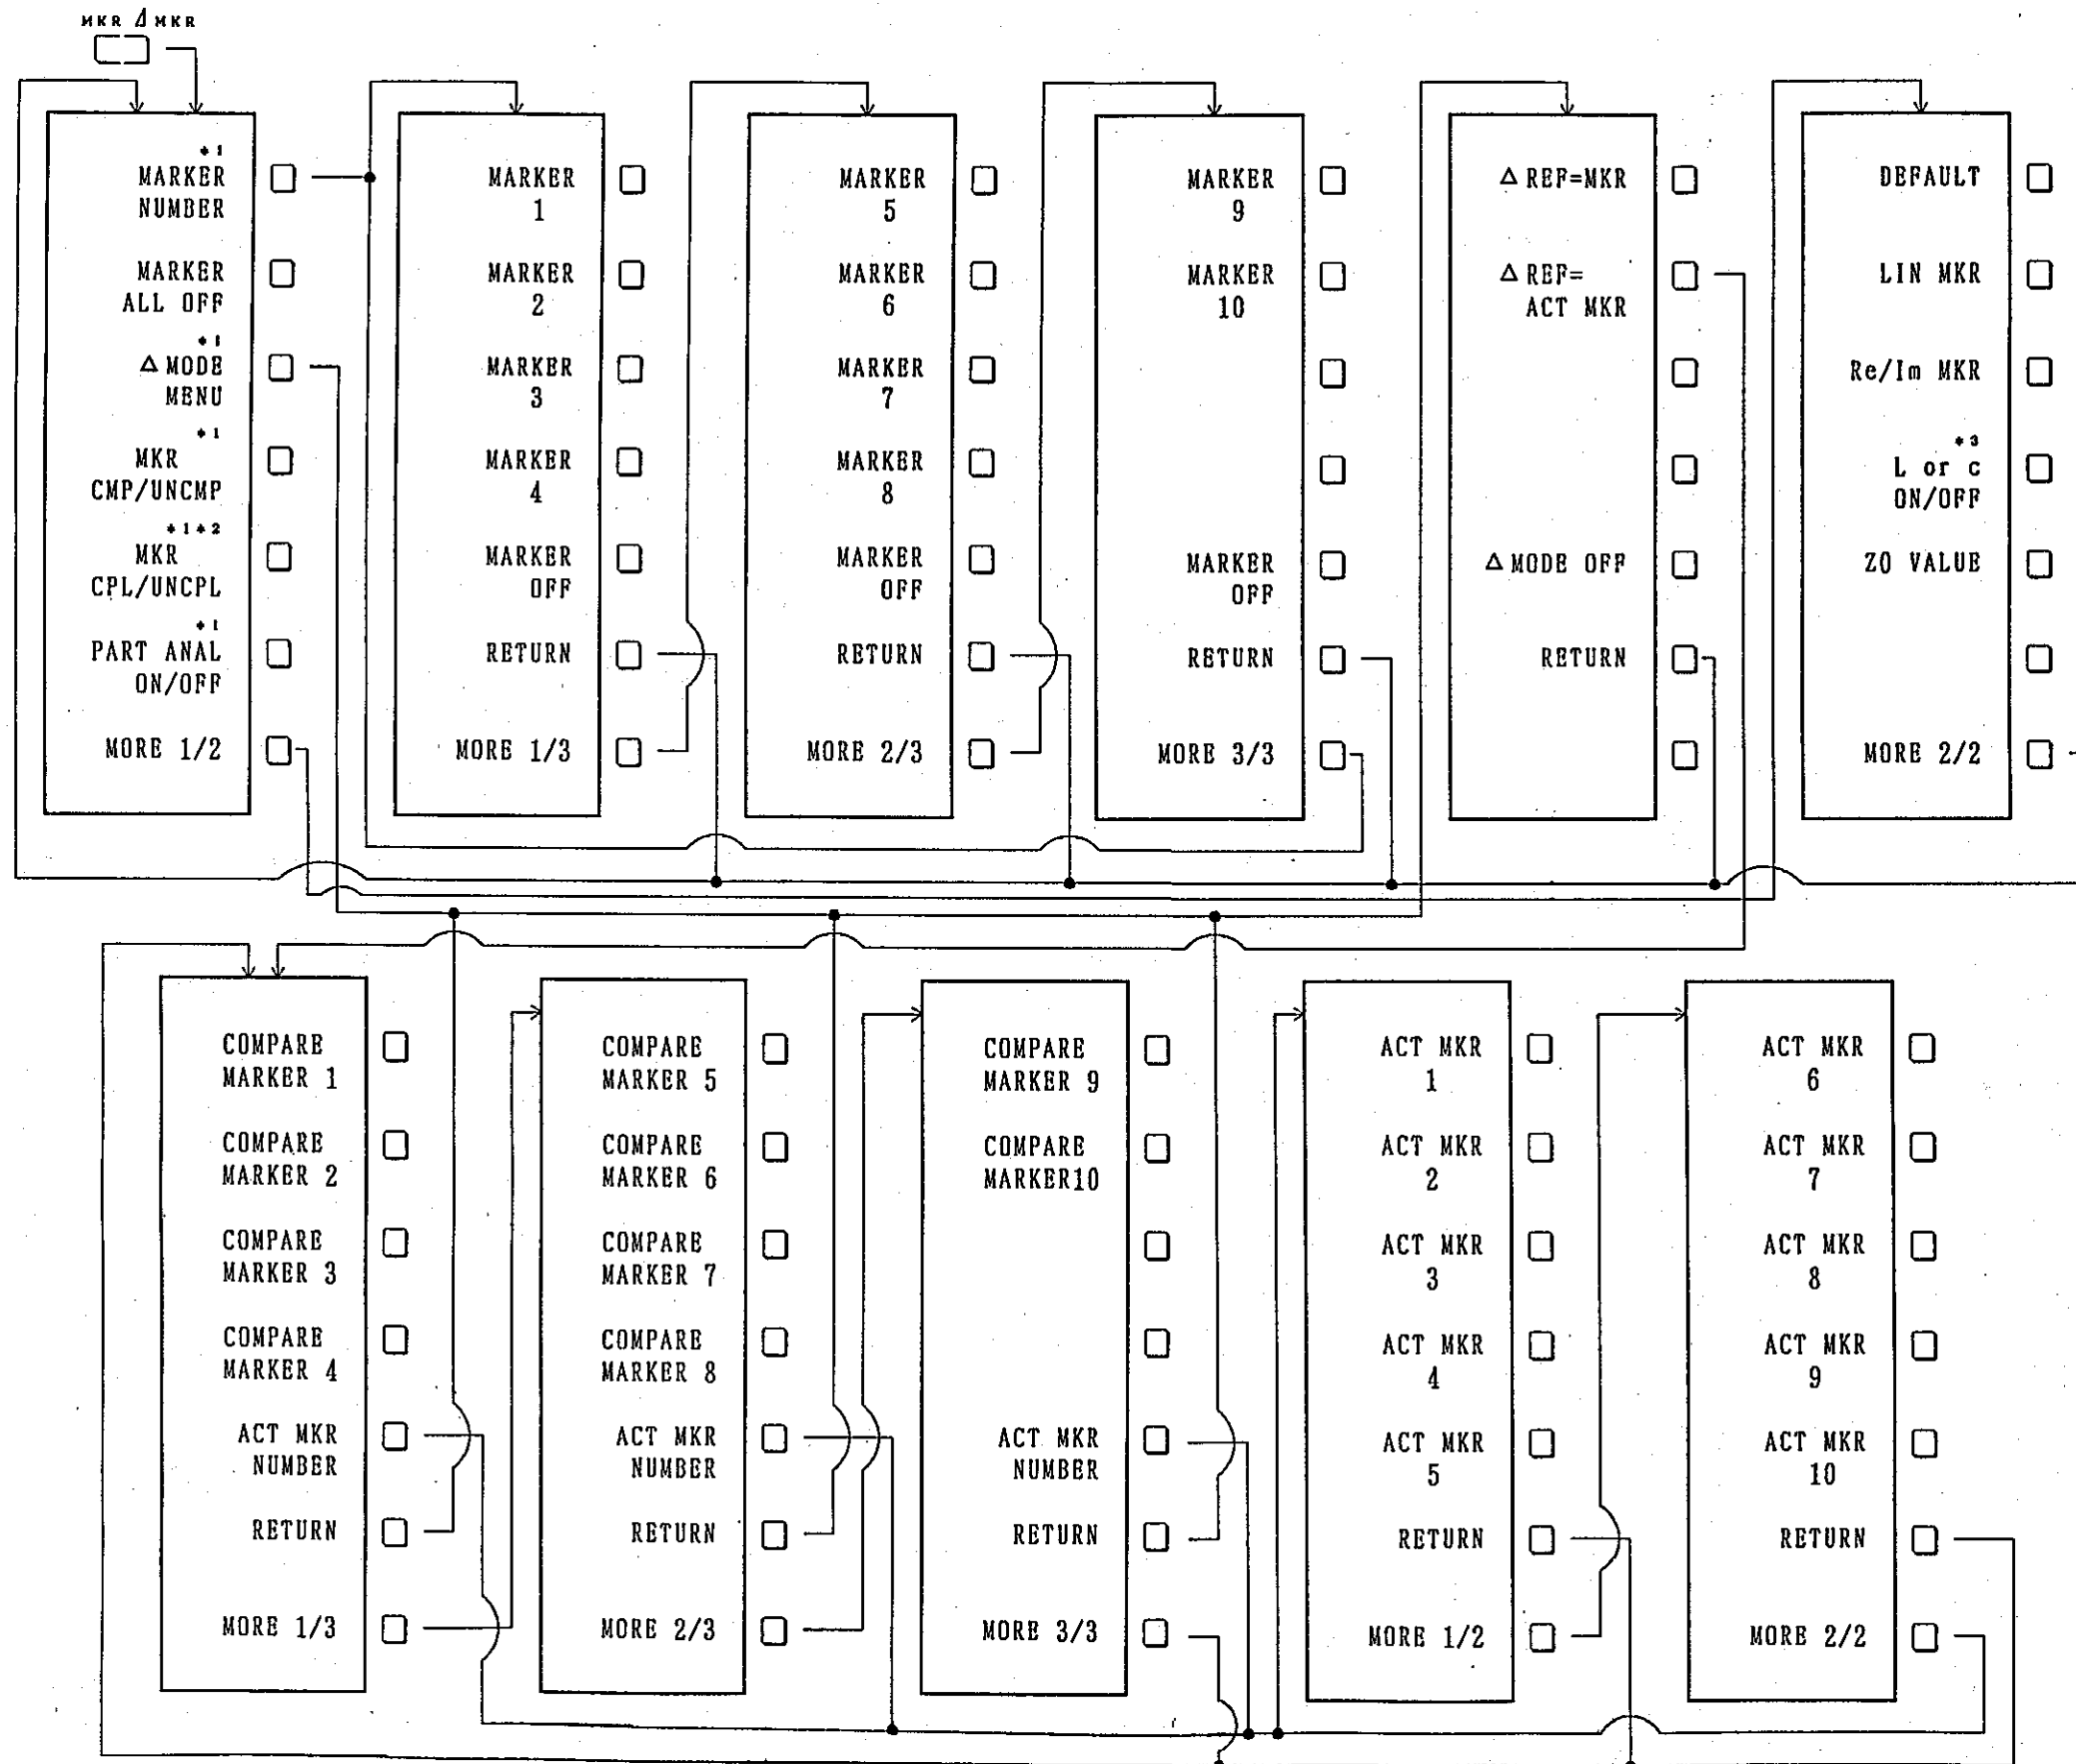 MKR Δ MKR
*1
MARKER
NUMBER
MARKER
ALL OFF
*1
Δ MODE
MENU
*1
MKR
CMP/UNCMP
*1*2
MKR
CPL/UNCPL
*1
PART ANAL
ON/OFF
MORE 1/2
MARKER
1
MARKER
2
MARKER
3
MARKER
4
MARKER
OFF
RETURN
MORE 1/3
MARKER
5
MARKER
6
MARKER
7
MARKER
8
MARKER
OFF
RETURN
MORE 2/3
MARKER
9
MARKER
10
MARKER
OFF
RETURN
MORE 3/3
Δ REF=MKR
Δ REF=
ACT MKR
Δ MODE OFF
RETURN
DEFAULT
LIN MKR
Re/Im MKR
*3
L or c
ON/OFF
Z0 VALUE
MORE 2/2
COMPARE
MARKER 1
COMPARE
MARKER 2
COMPARE
MARKER 3
COMPARE
MARKER 4
ACT MKR
NUMBER
RETURN
MORE 1/3
COMPARE
MARKER 5
COMPARE
MARKER 6
COMPARE
MARKER 7
COMPARE
MARKER 8
ACT MKR
NUMBER
RETURN
MORE 2/3
COMPARE
MARKER 9
COMPARE
MARKER10
ACT MKR
NUMBER
RETURN
MORE 3/3
ACT MKR
1
ACT MKR
2
ACT MKR
3
ACT MKR
4
ACT MKR
5
RETURN
MORE 1/2
ACT MKR
6
ACT MKR
7
ACT MKR
8
ACT MKR
9
ACT MKR
10
RETURN
MORE 2/2